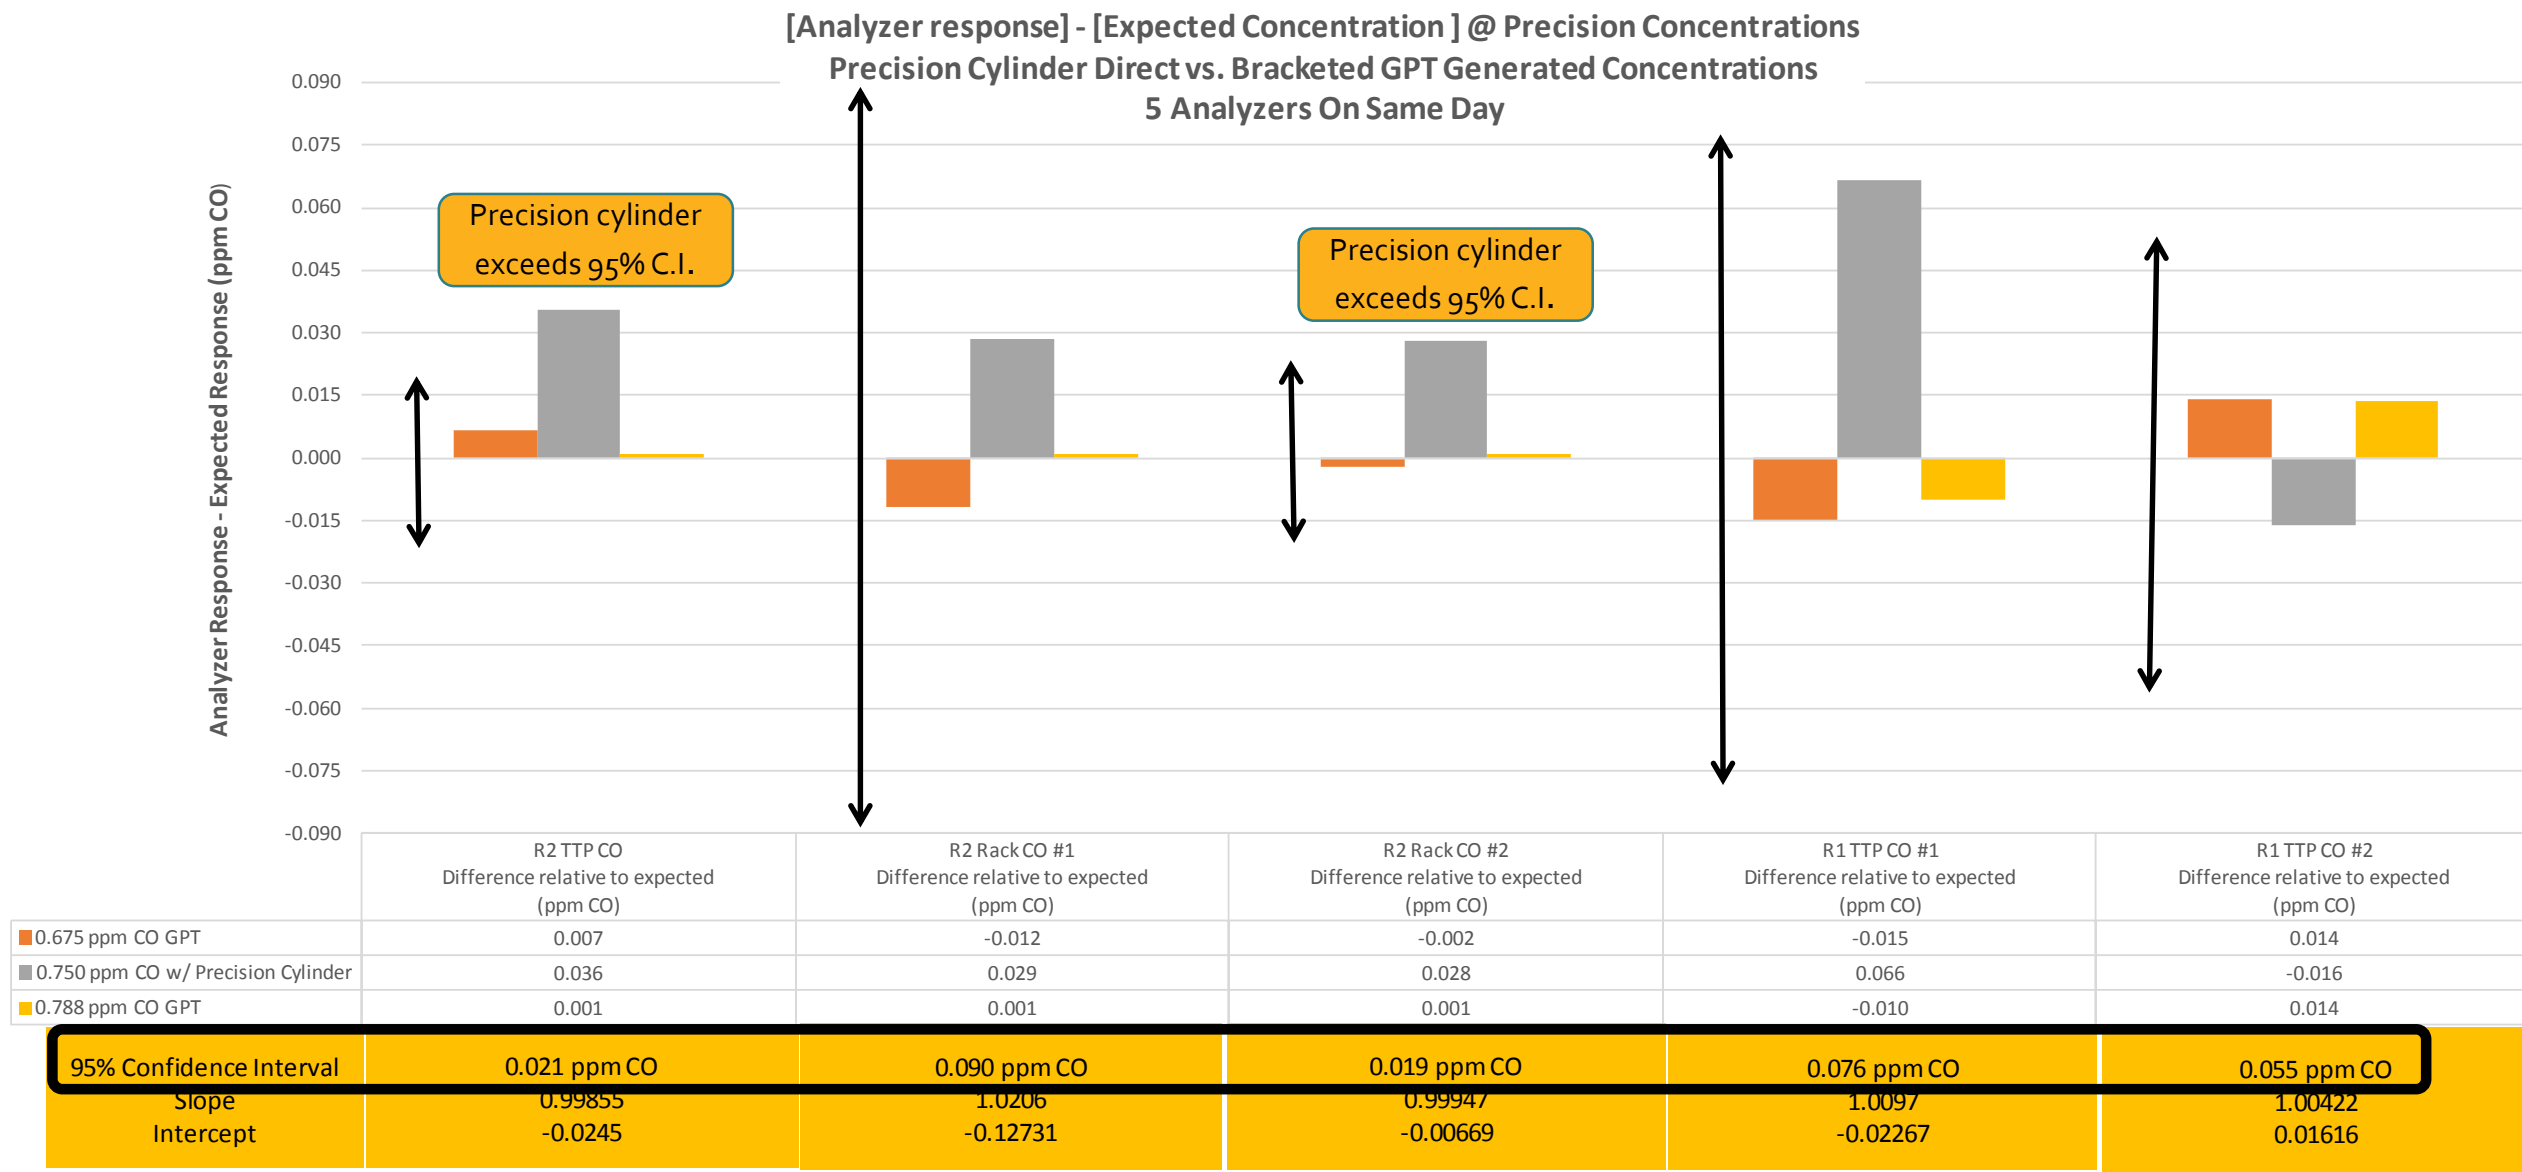 [Analyzer response] - [Expected Concentration ] @ Precision Concentrations
Precision Cylinder Direct vs. Bracketed GPT Generated Concentrations
5 Analyzers On Same Day
Analyzer Response - Expected Response (ppm CO)
0.090
0.075
0.060
0.045
0.030
0.015
0.000
-0.015
-0.030
-0.045
-0.060
-0.075
-0.090
Precision cylinder
exceeds 95% C.I.
Precision cylinder
exceeds 95% C.I.
R2 TTP CO
Difference relative to expected
(ppm CO)
R2 Rack CO #1
Difference relative to expected
(ppm CO)
R2 Rack CO #2
Difference relative to expected
(ppm CO)
R1 TTP CO #1
Difference relative to expected
(ppm CO)
R1 TTP CO #2
Difference relative to expected
(ppm CO)
0.675 ppm CO GPT 0.007 -0.012 -0.002 -0.015 0.014
0.750 ppm CO w/ Precision Cylinder 0.036 0.029 0.028 0.066 -0.016
0.788 ppm CO GPT 0.001 0.001 0.001 -0.010 0.014
95% Confidence Interval 0.021 ppm CO 0.090 ppm CO 0.019 ppm CO 0.076 ppm CO 0.055 ppm CO
Slope 0.99855 1.0206 0.99947 1.0097 1.00422
Intercept -0.0245 -0.12731 -0.00669 -0.02267 0.01616